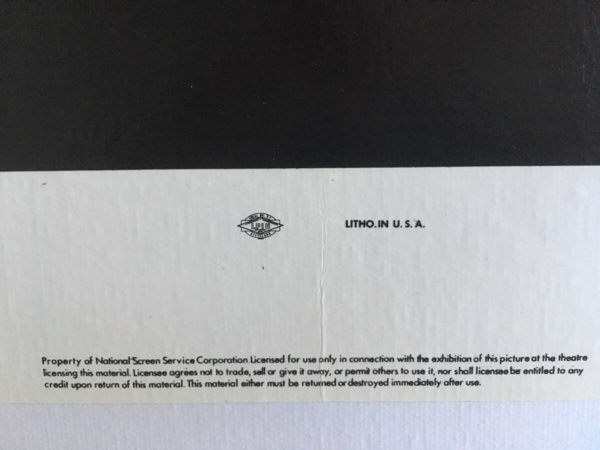 LITHO.IN U.S.A.
Property of National Screen Service Corporation.Licensed for use only in connection with the exhibition of this picture at the theatre
licensing this material. Licensee agrees not to trade, sell or give it away, or permit others to use it, nor shall licensee be entitled to any
credit upon return of this material. This material either must be returned or destroyed immediately after use.